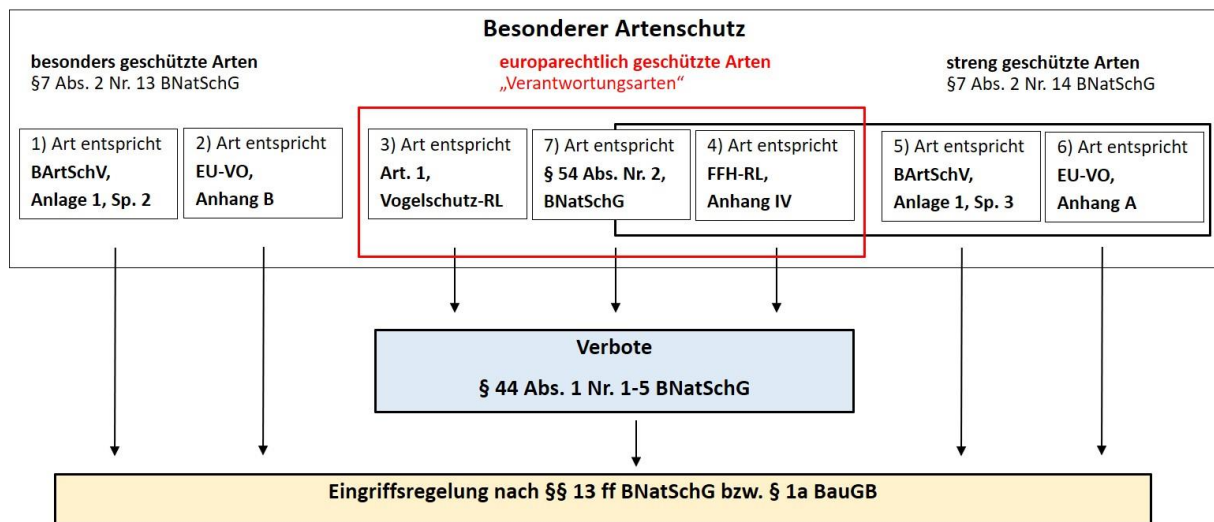 Besonderer Artenschutz
besonders geschützte Arten
§7 Abs. 2 Nr. 13 BNatSchG
europarechtlich geschützte Arten
„Verantwortungsarten“
streng geschützte Arten
§7 Abs. 2 Nr. 14 BNatSchG
1) Art entspricht
BArtSchV,
Anlage 1, Sp. 2
2) Art entspricht
EU-VO,
Anhang B
3) Art entspricht
Art. 1,
Vogelschutz-RL
7) Art entspricht
§ 54 Abs. Nr. 2,
BNatSchG
4) Art entspricht
FFH-RL,
Anhang IV
5) Art entspricht
BArtSchV,
Anlage 1, Sp. 3
6) Art entspricht
EU-VO,
Anhang A
Verbote
§ 44 Abs. 1 Nr. 1-5 BNatSchG
Eingriffsregelung nach §§ 13 ff BNatSchG bzw. § 1a BauGB